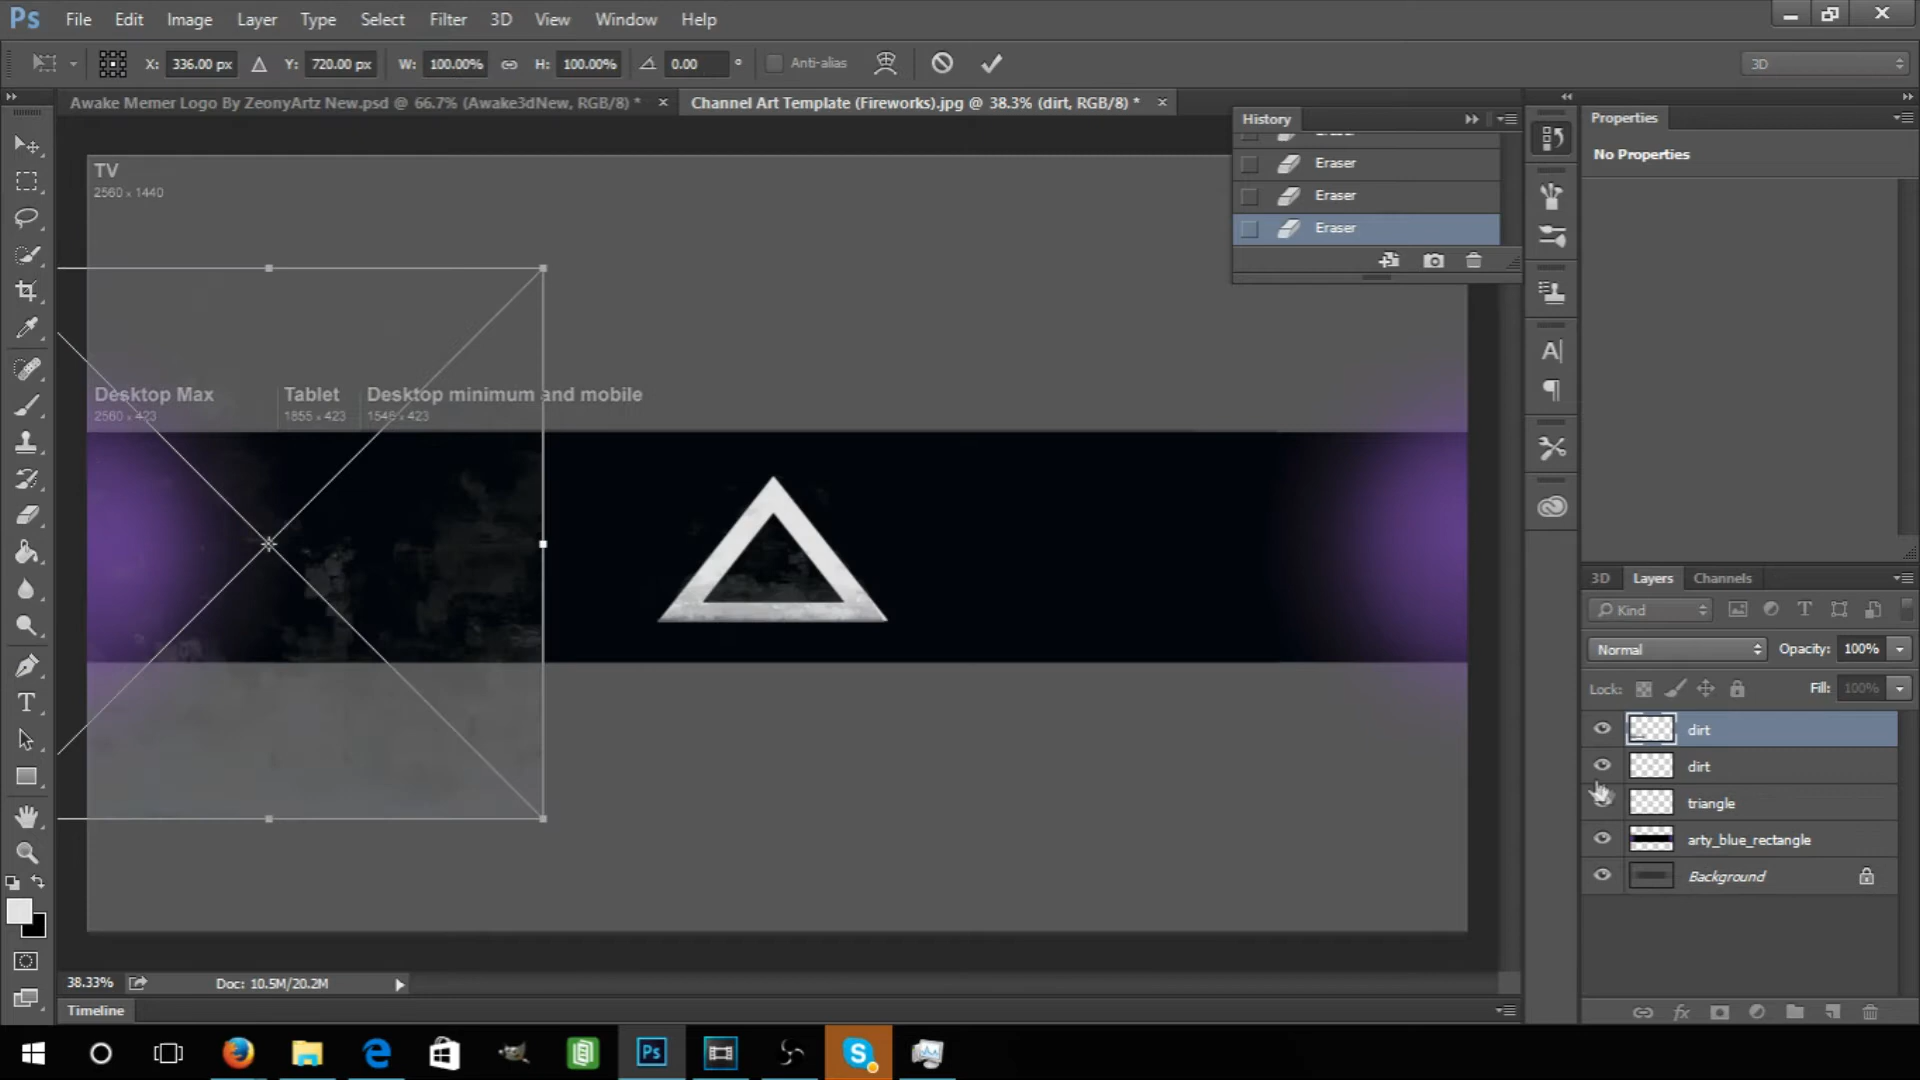 Ps File Edit Image Layer Type Select Filter 3D View Window Help
X: 336.00 px Y: 720.00 px W: 100.00% H: 100.00% 0.00 ° Anti-alias 3D
Awake Memer Logo By ZeonyArtz New.psd @ 66.7% (Awake3dNew, RGB/8) * Channel Art Template (Fireworks).jpg @ 38.3% (dirt, RGB/8) *
History
Eraser
Eraser
Eraser
Eraser
Properties
No Properties
TV
2560 x 1440
Desktop Max Tablet Desktop minimum and mobile
2560 x 423 1855 x 423 1546 x 423
3D Layers Channels
Kind
Normal Opacity: 100%
Lock: Fill: 100%
dirt
dirt
triangle
arty_blue_rectangle
Background
38.33% Doc: 10.5M/20.2M
Timeline
Ps